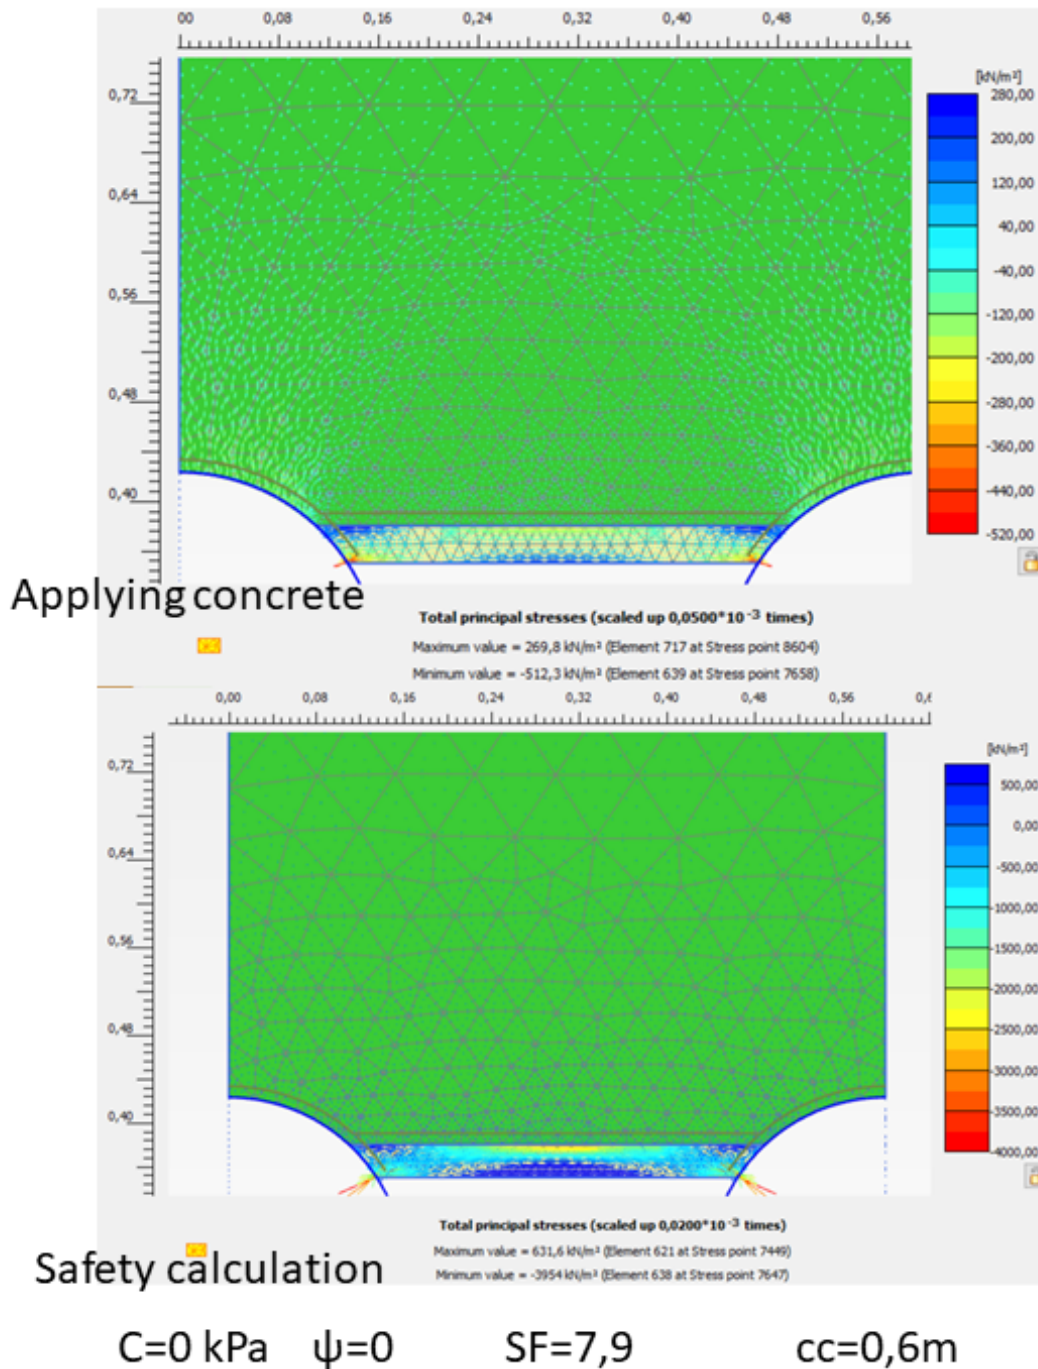 00 0,08 0,16 0,24 0,32 0,40 0,48 0,56
[kN/m²]
0,72
0,64
0,56
0,48
0,40
280,00
200,00
120,00
40,00
-40,00
-120,00
-200,00
-280,00
-360,00
-440,00
-520,00
Applying concrete
Total principal stresses (scaled up 0,0500*10⁻³ times)
Maximum value = 269,8 kN/m² (Element 717 at Stress point 8604)
Minimum value = -512,3 kN/m² (Element 639 at Stress point 7658)
0,00 0,08 0,16 0,24 0,32 0,40 0,48 0,56 0,6
[kN/m²]
0,72
0,64
0,56
0,48
0,40
500,00
0,00
-500,00
-1000,00
-1500,00
-2000,00
-2500,00
-3000,00
-3500,00
-4000,00
Total principal stresses (scaled up 0,0200*10⁻³ times)
Maximum value = 631,6 kN/m² (Element 621 at Stress point 7449)
Minimum value = -3954 kN/m² (Element 638 at Stress point 7647)
Safety calculation
C=0 kPa ψ=0 SF=7,9 cc=0,6m